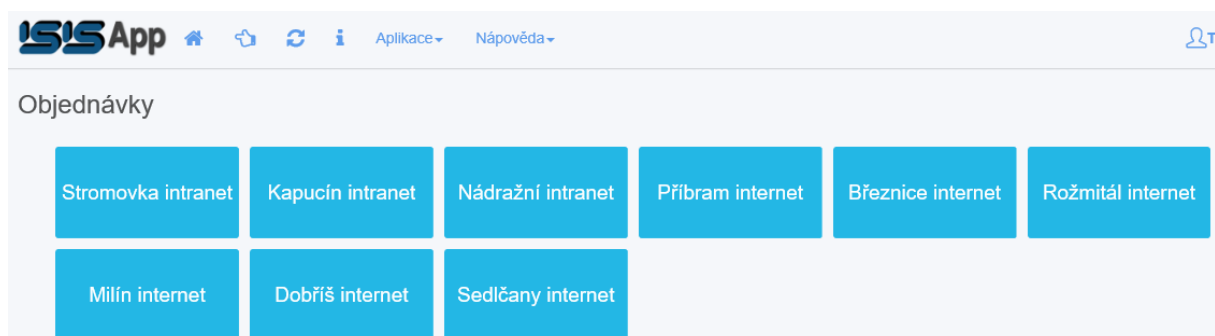 ISIS App Aplikace Nápověda T
Objednávky
Stromovka intranet Kapucín intranet Nádražní intranet Příbram internet Březnice internet Rožmitál internet
Milín internet Dobříš internet Sedlčany internet